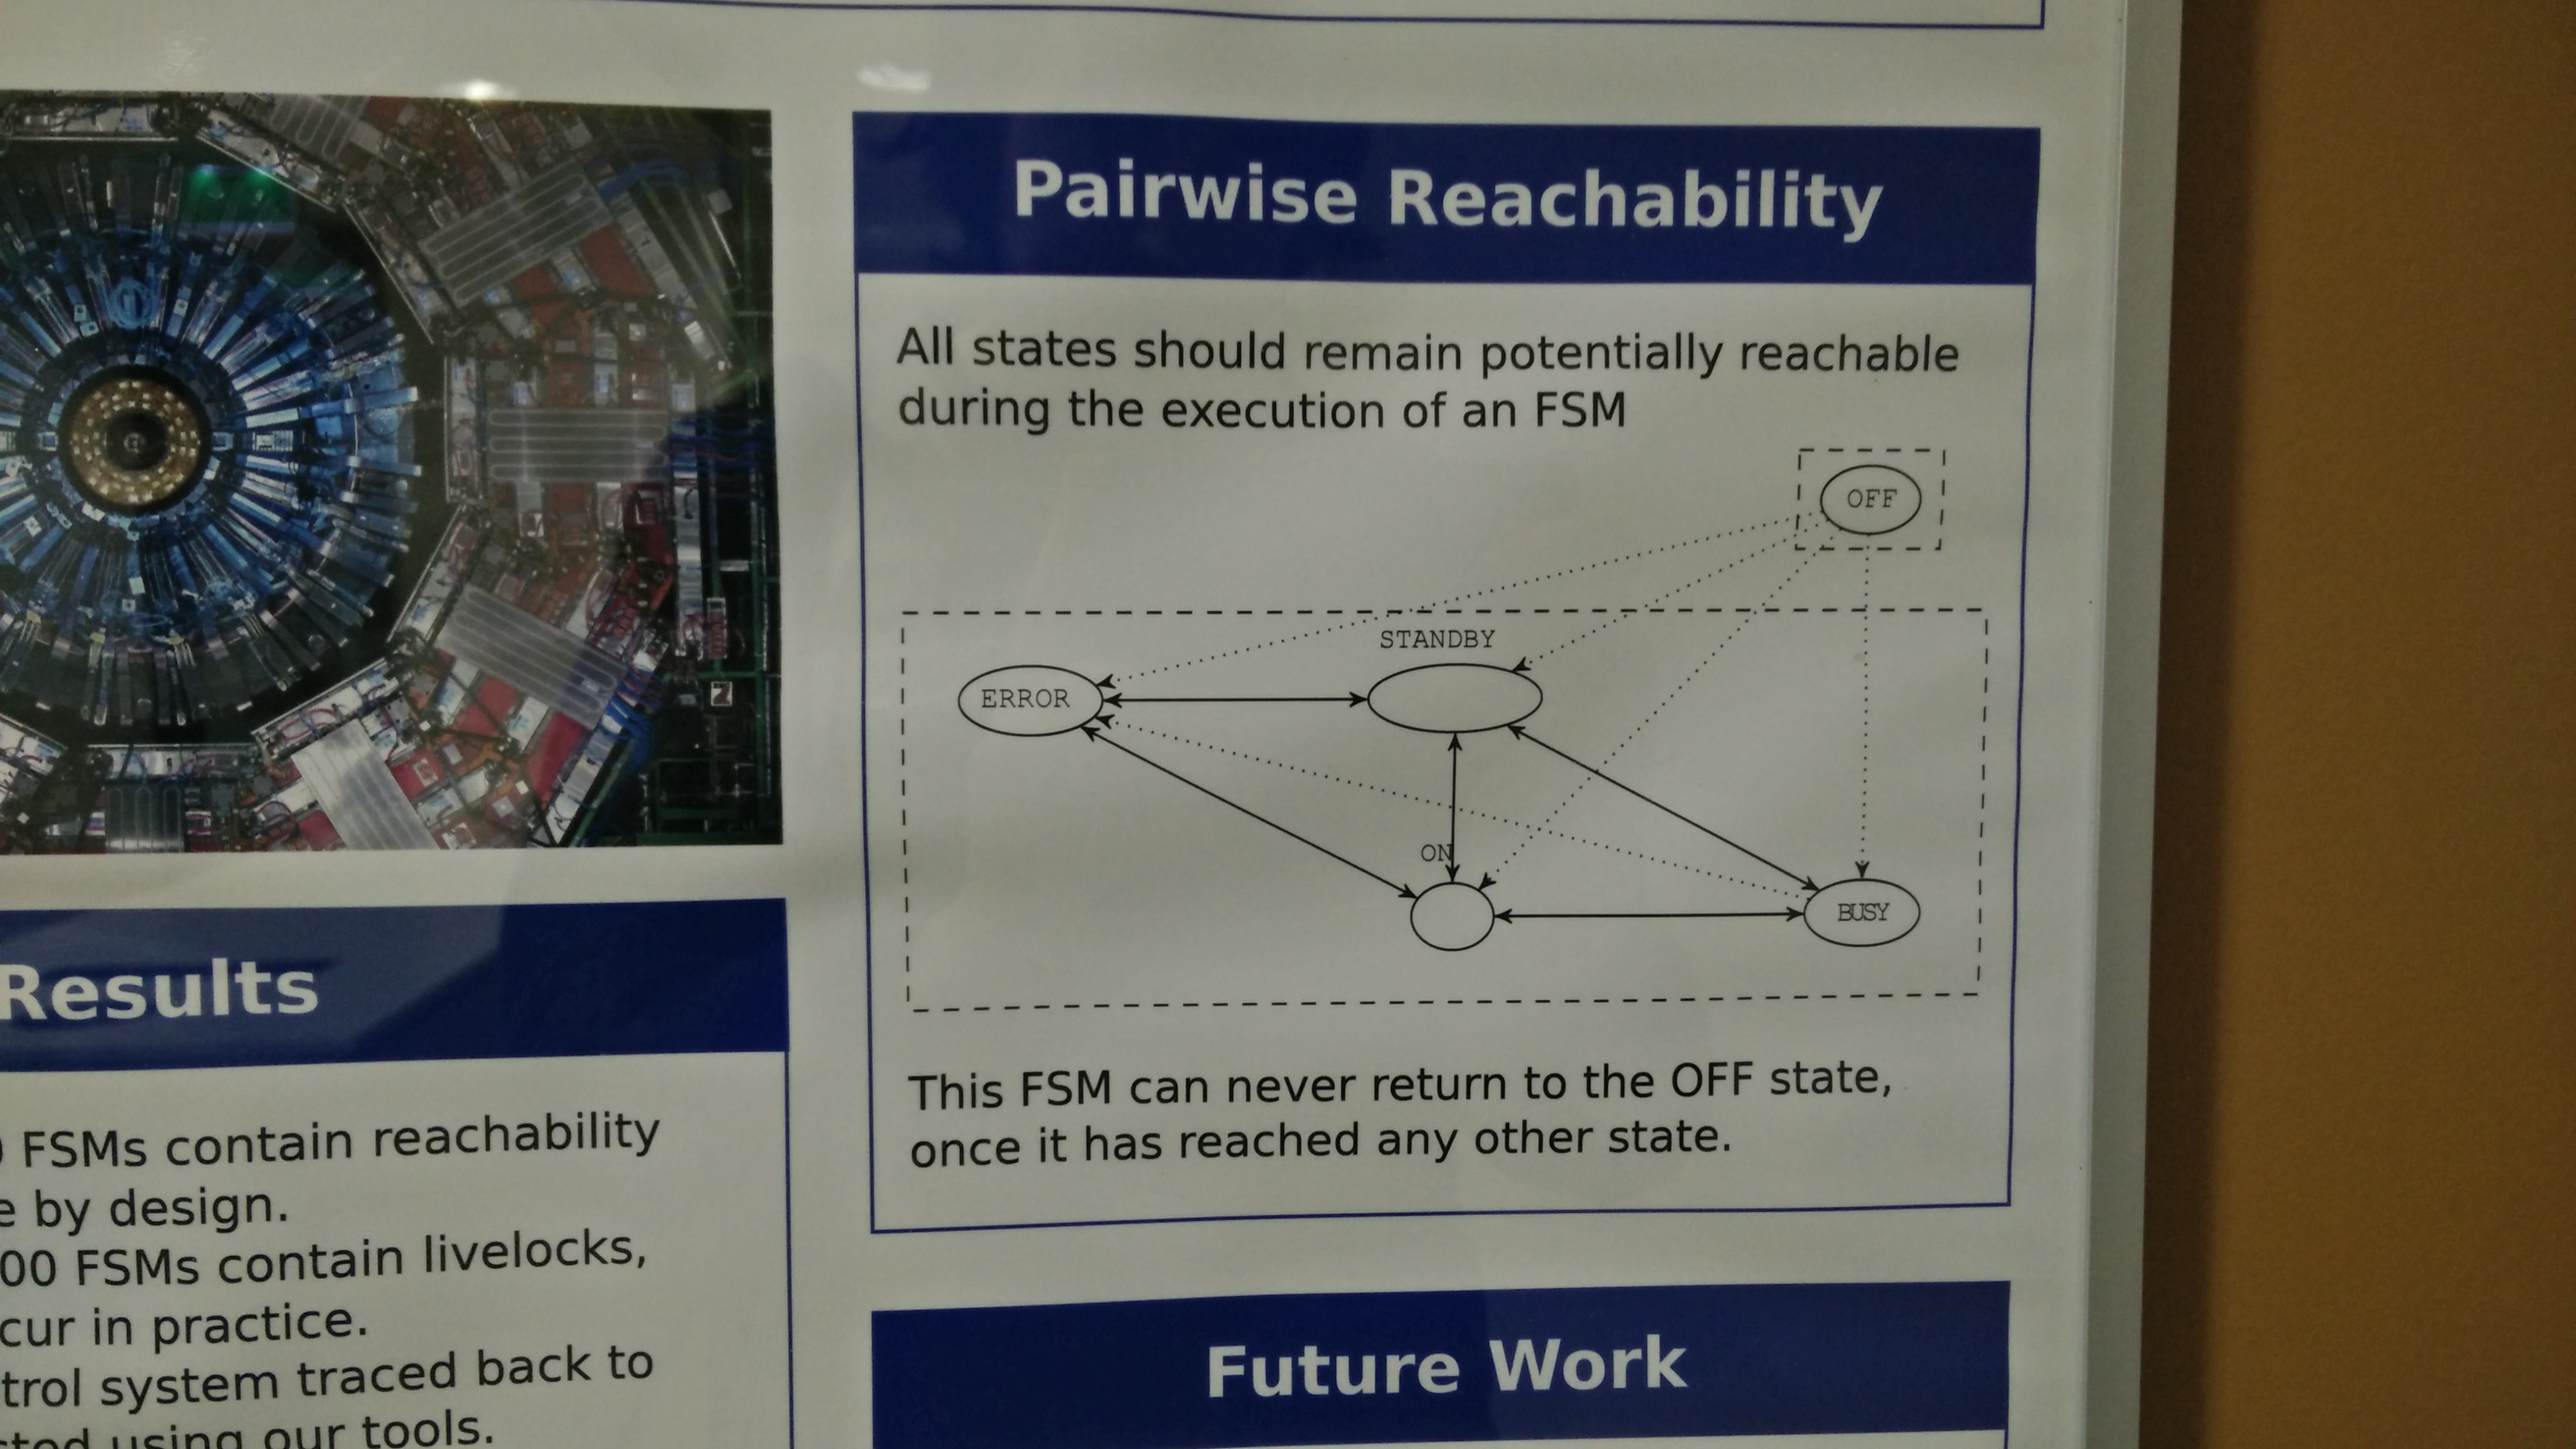 Pairwise Reachability
All states should remain potentially reachable
during the execution of an FSM
OFF
STANDBY
ERROR
ON
BUSY
This FSM can never return to the OFF state,
once it has reached any other state.
Future Work
Results
FSMs contain reachability
by design.
00 FSMs contain livelocks,
in practice.
system traced back to
using our tools.